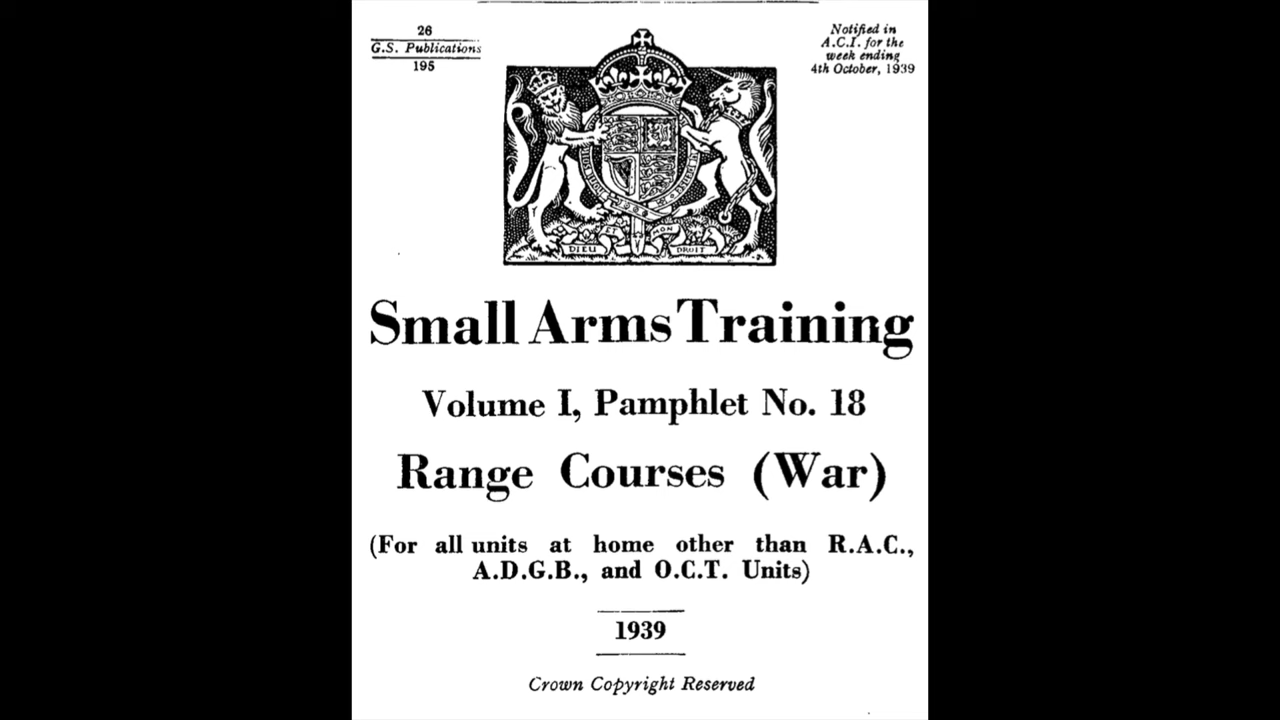 26
G.S. Publications
195
Notified in
A.C.I. for the
week ending
4th October, 1939
DIEU
ET
MON
DROIT
Small Arms Training
Volume I, Pamphlet No. 18
Range Courses (War)
(For all units at home other than R.A.C.,
A.D.G.B., and O.C.T. Units)
1939
Crown Copyright Reserved